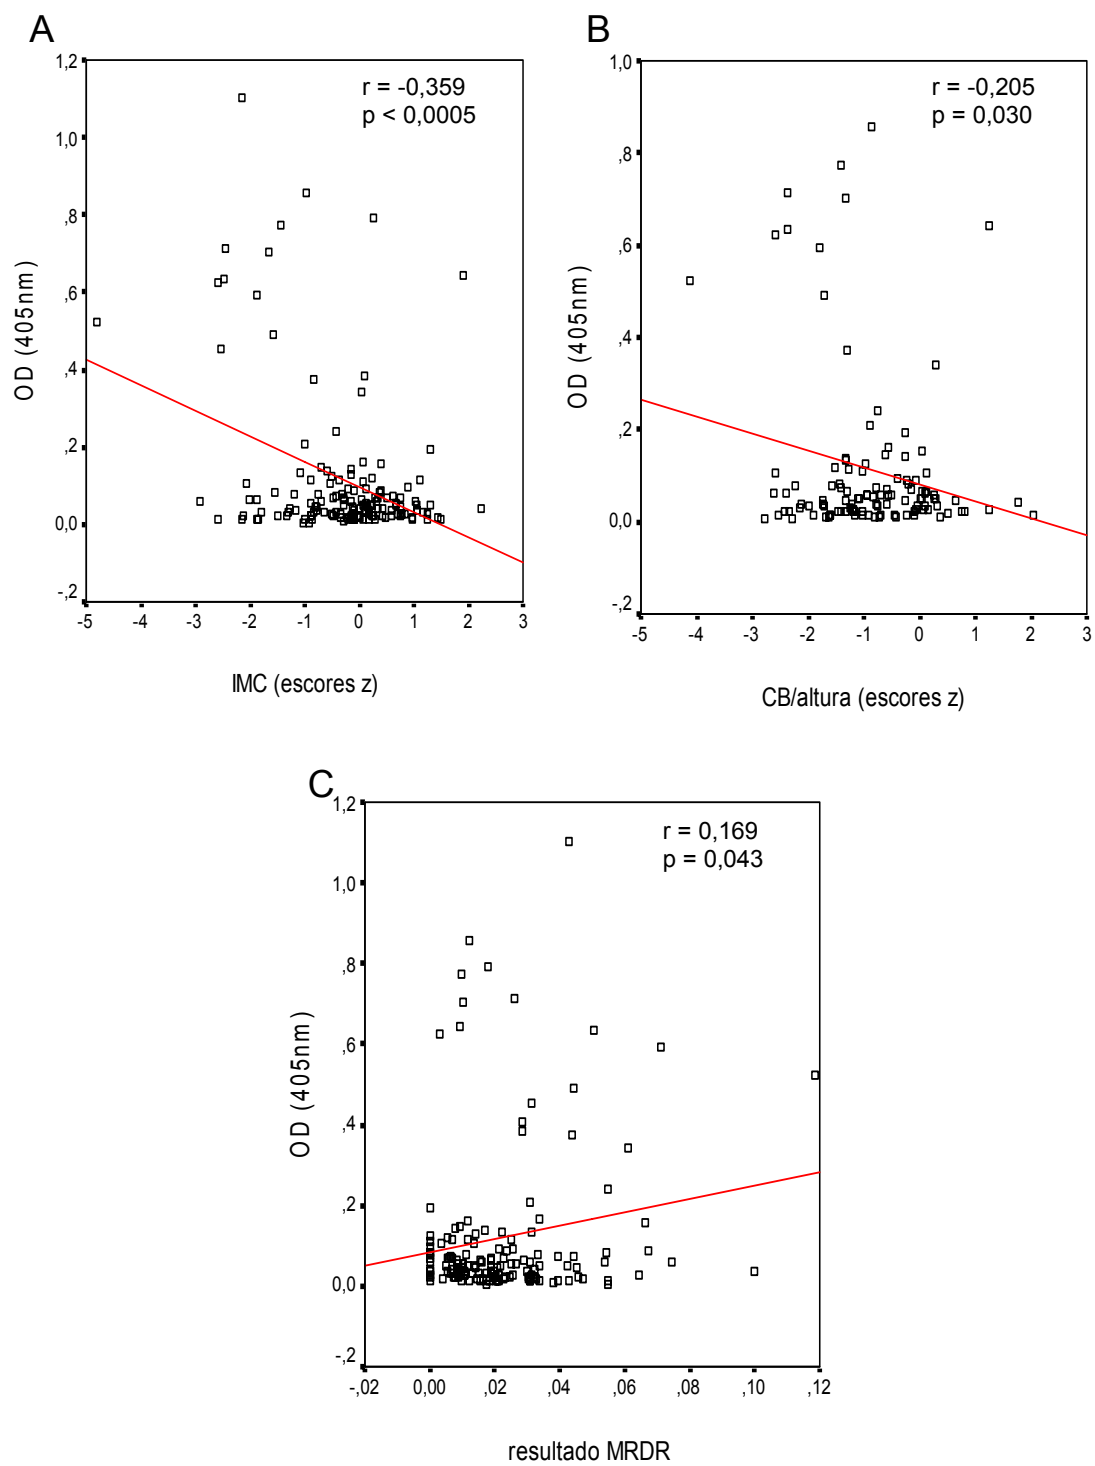 A
r = -0,359
p < 0,0005
1,2
1,0
,8
,6
,4
,2
0,0
-,2
OD (405nm)
-5 -4 -3 -2 -1 0 1 2 3
IMC (escores z)
B
r = -0,205
p = 0,030
1,0
,8
,6
,4
,2
0,0
-,2
OD (405nm)
-5 -4 -3 -2 -1 0 1 2 3
CB/altura (escores z)
C
r = 0,169
p = 0,043
1,2
1,0
,8
,6
,4
,2
0,0
-,2
OD (405nm)
-,02 0,00 ,02 ,04 ,06 ,08 ,10 ,12
resultado MRDR